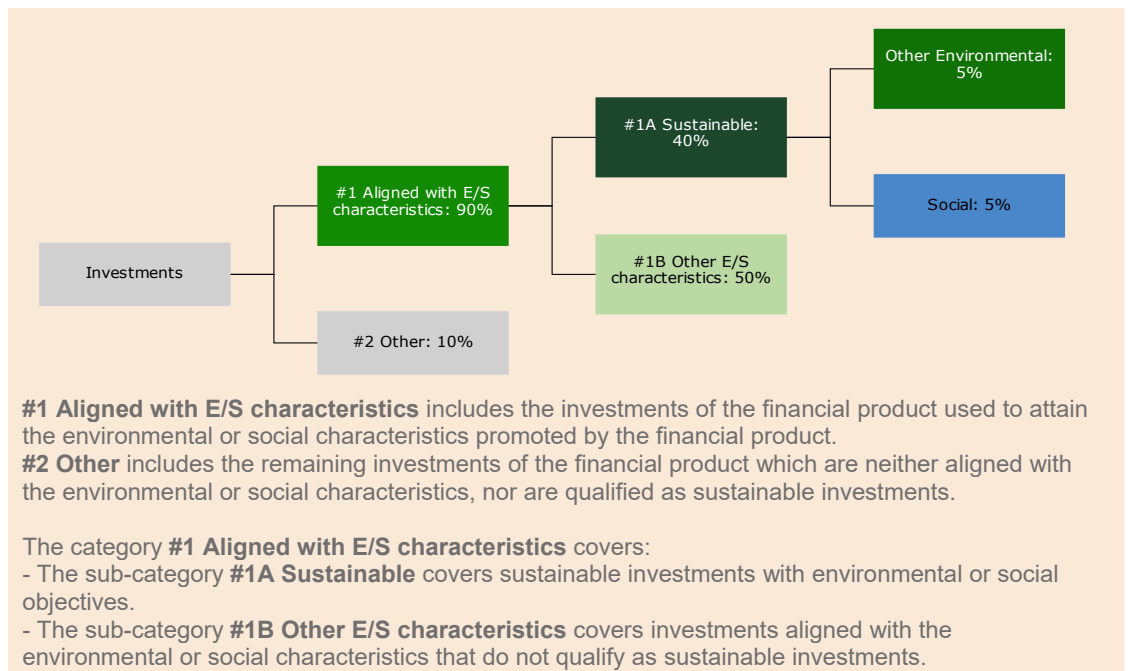 Other Environmental:
5%
#1A Sustainable:
40%
#1 Aligned with E/S
characteristics: 90%
Social: 5%
Investments
#1B Other E/S
characteristics: 50%
#2 Other: 10%
#1 Aligned with E/S characteristics includes the investments of the financial product used to attain
the environmental or social characteristics promoted by the financial product.
#2 Other includes the remaining investments of the financial product which are neither aligned with
the environmental or social characteristics, nor are qualified as sustainable investments.
The category #1 Aligned with E/S characteristics covers:
- The sub-category #1A Sustainable covers sustainable investments with environmental or social
objectives.
- The sub-category #1B Other E/S characteristics covers investments aligned with the
environmental or social characteristics that do not qualify as sustainable investments.